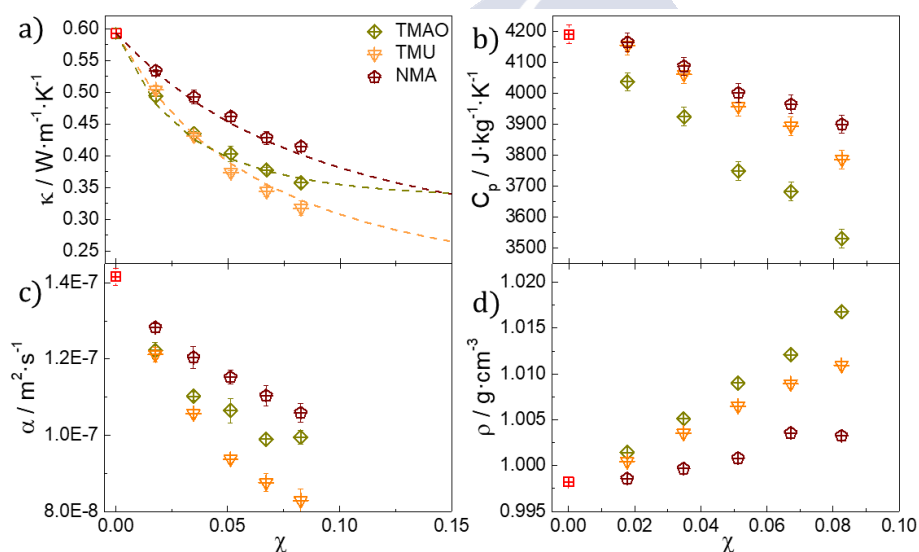 a)
TMAO
TMU
NMA
κ / W·m⁻¹·K⁻¹
0.60
0.55
0.50
0.45
0.40
0.35
0.30
0.25
b)
C_p / J·kg⁻¹·K⁻¹
4200
4100
4000
3900
3800
3700
3600
3500
c)
α / m²·s⁻¹
1.4E-7
1.2E-7
1.0E-7
8.0E-8
0.00 0.05 0.10 0.15
χ
d)
ρ / g·cm⁻³
1.020
1.015
1.010
1.005
1.000
0.995
0.00 0.02 0.04 0.06 0.08 0.10
χ